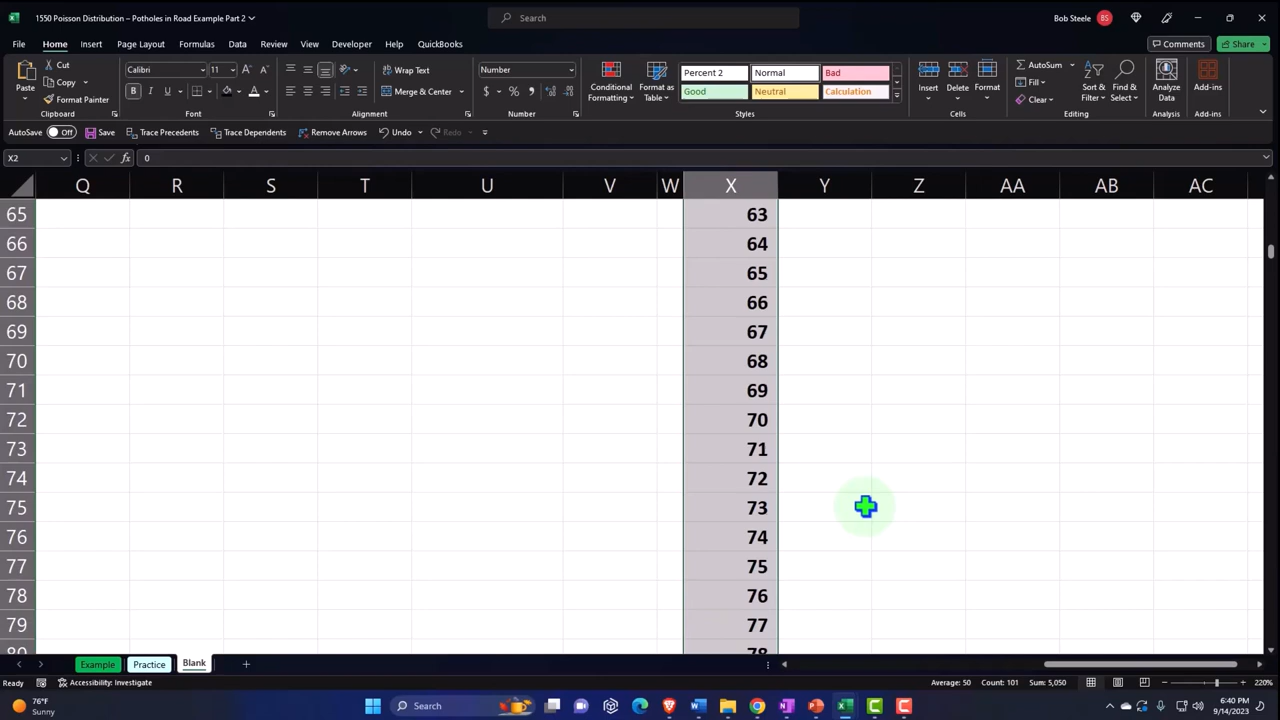 1550 Poisson Distribution – Potholes in Road Example Part 2
Search
Bob Steele
BS
File Home Insert Page Layout Formulas Data Review View Developer Help QuickBooks
Comments
Share
Paste
Cut
Copy
Format Painter
Clipboard
Calibri
11
B I U
Font
Wrap Text
Merge & Center
Alignment
Number
$ % ,
Number
Conditional
Formatting
Format as
Table
Percent 2 Normal Bad
Good Neutral Calculation
Styles
Insert Delete Format
Cells
AutoSum
Fill
Clear
Sort &
Filter
Find &
Select
Editing
Analyze
Data
Analysis
Add-ins
Add-ins
AutoSave Off Save Trace Precedents Trace Dependents Remove Arrows Undo Redo
X2 fx 0
Q R S T U V W X Y Z AA AB AC
65 63
66 64
67 65
68 66
69 67
70 68
71 69
72 70
73 71
74 72
75 73
76 74
77 75
78 76
79 77
80 78
Example Practice Blank
Ready Accessibility: Investigate Average: 50 Count: 101 Sum: 5,050 220%
76°F
Sunny
Search
6:40 PM
9/14/2023